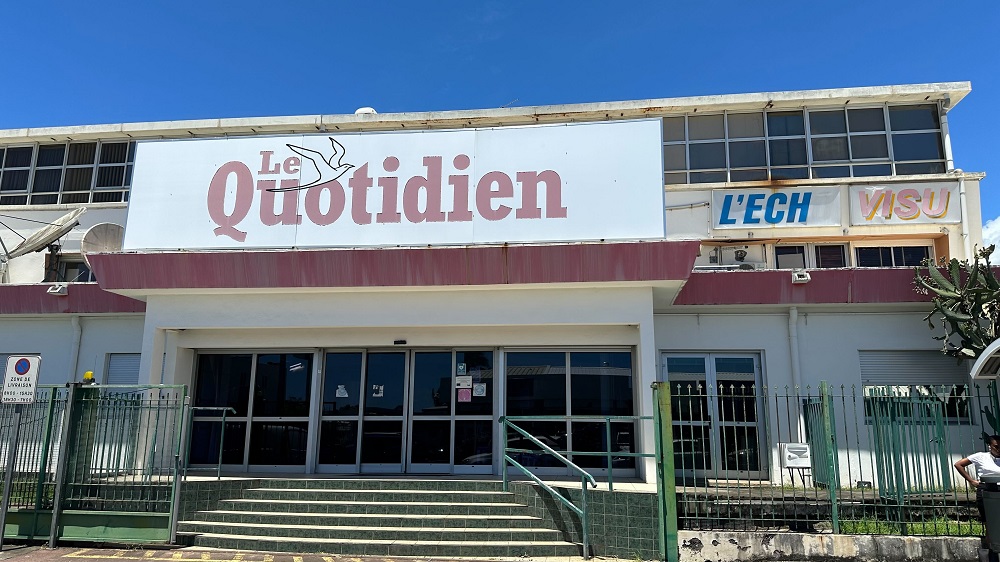 Le
Quotidien
L'ECH
VISU
ZONE DE
LIVRAISON